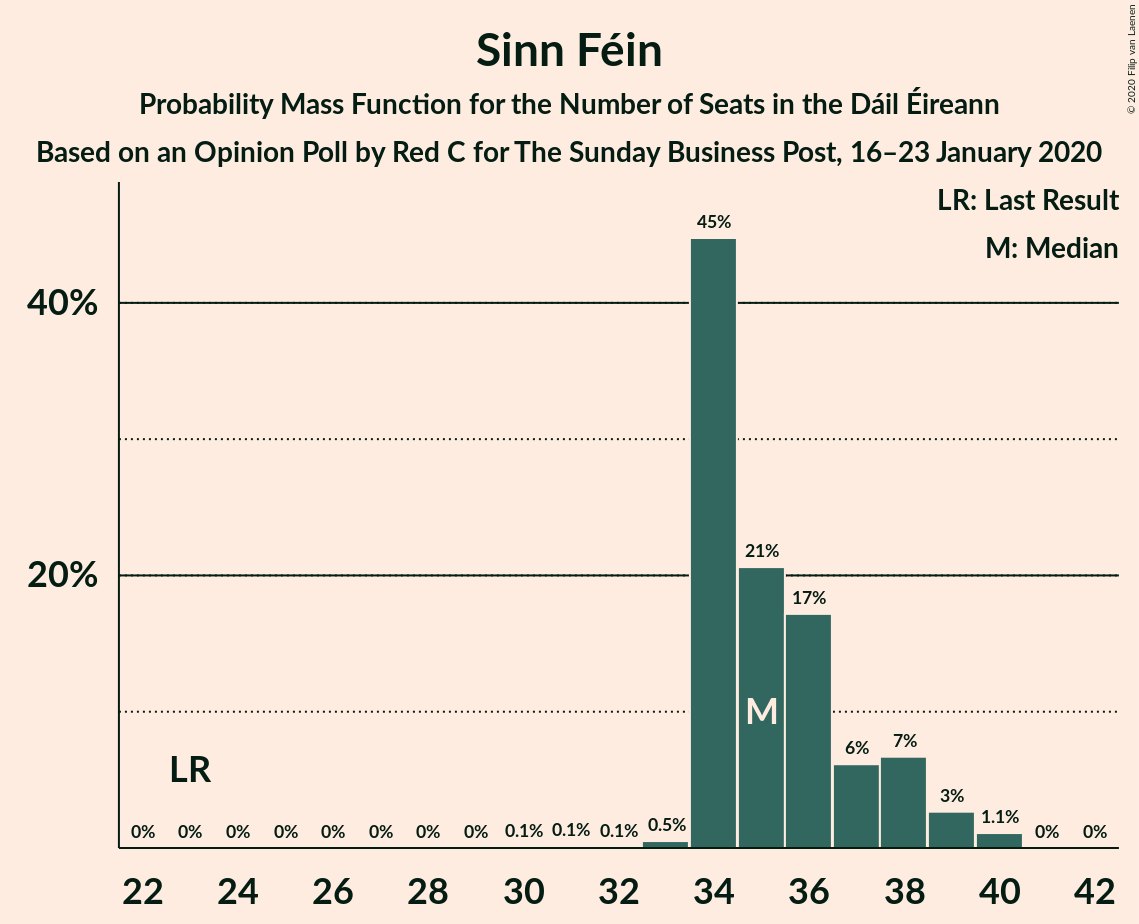 © 2020 Filip van Laenen
Sinn Féin
Probability Mass Function for the Number of Seats in the Dáil Éireann
Based on an Opinion Poll by Red C for The Sunday Business Post, 16–23 January 2020
LR: Last Result
M: Median
45%
40%
21%
20%
17%
M
6%
7%
LR
3%
0% 0% 0% 0% 0% 0% 0% 0% 0.1% 0.1% 0.1% 0.5% 1.1% 0% 0%
22 24 26 28 30 32 34 36 38 40 42